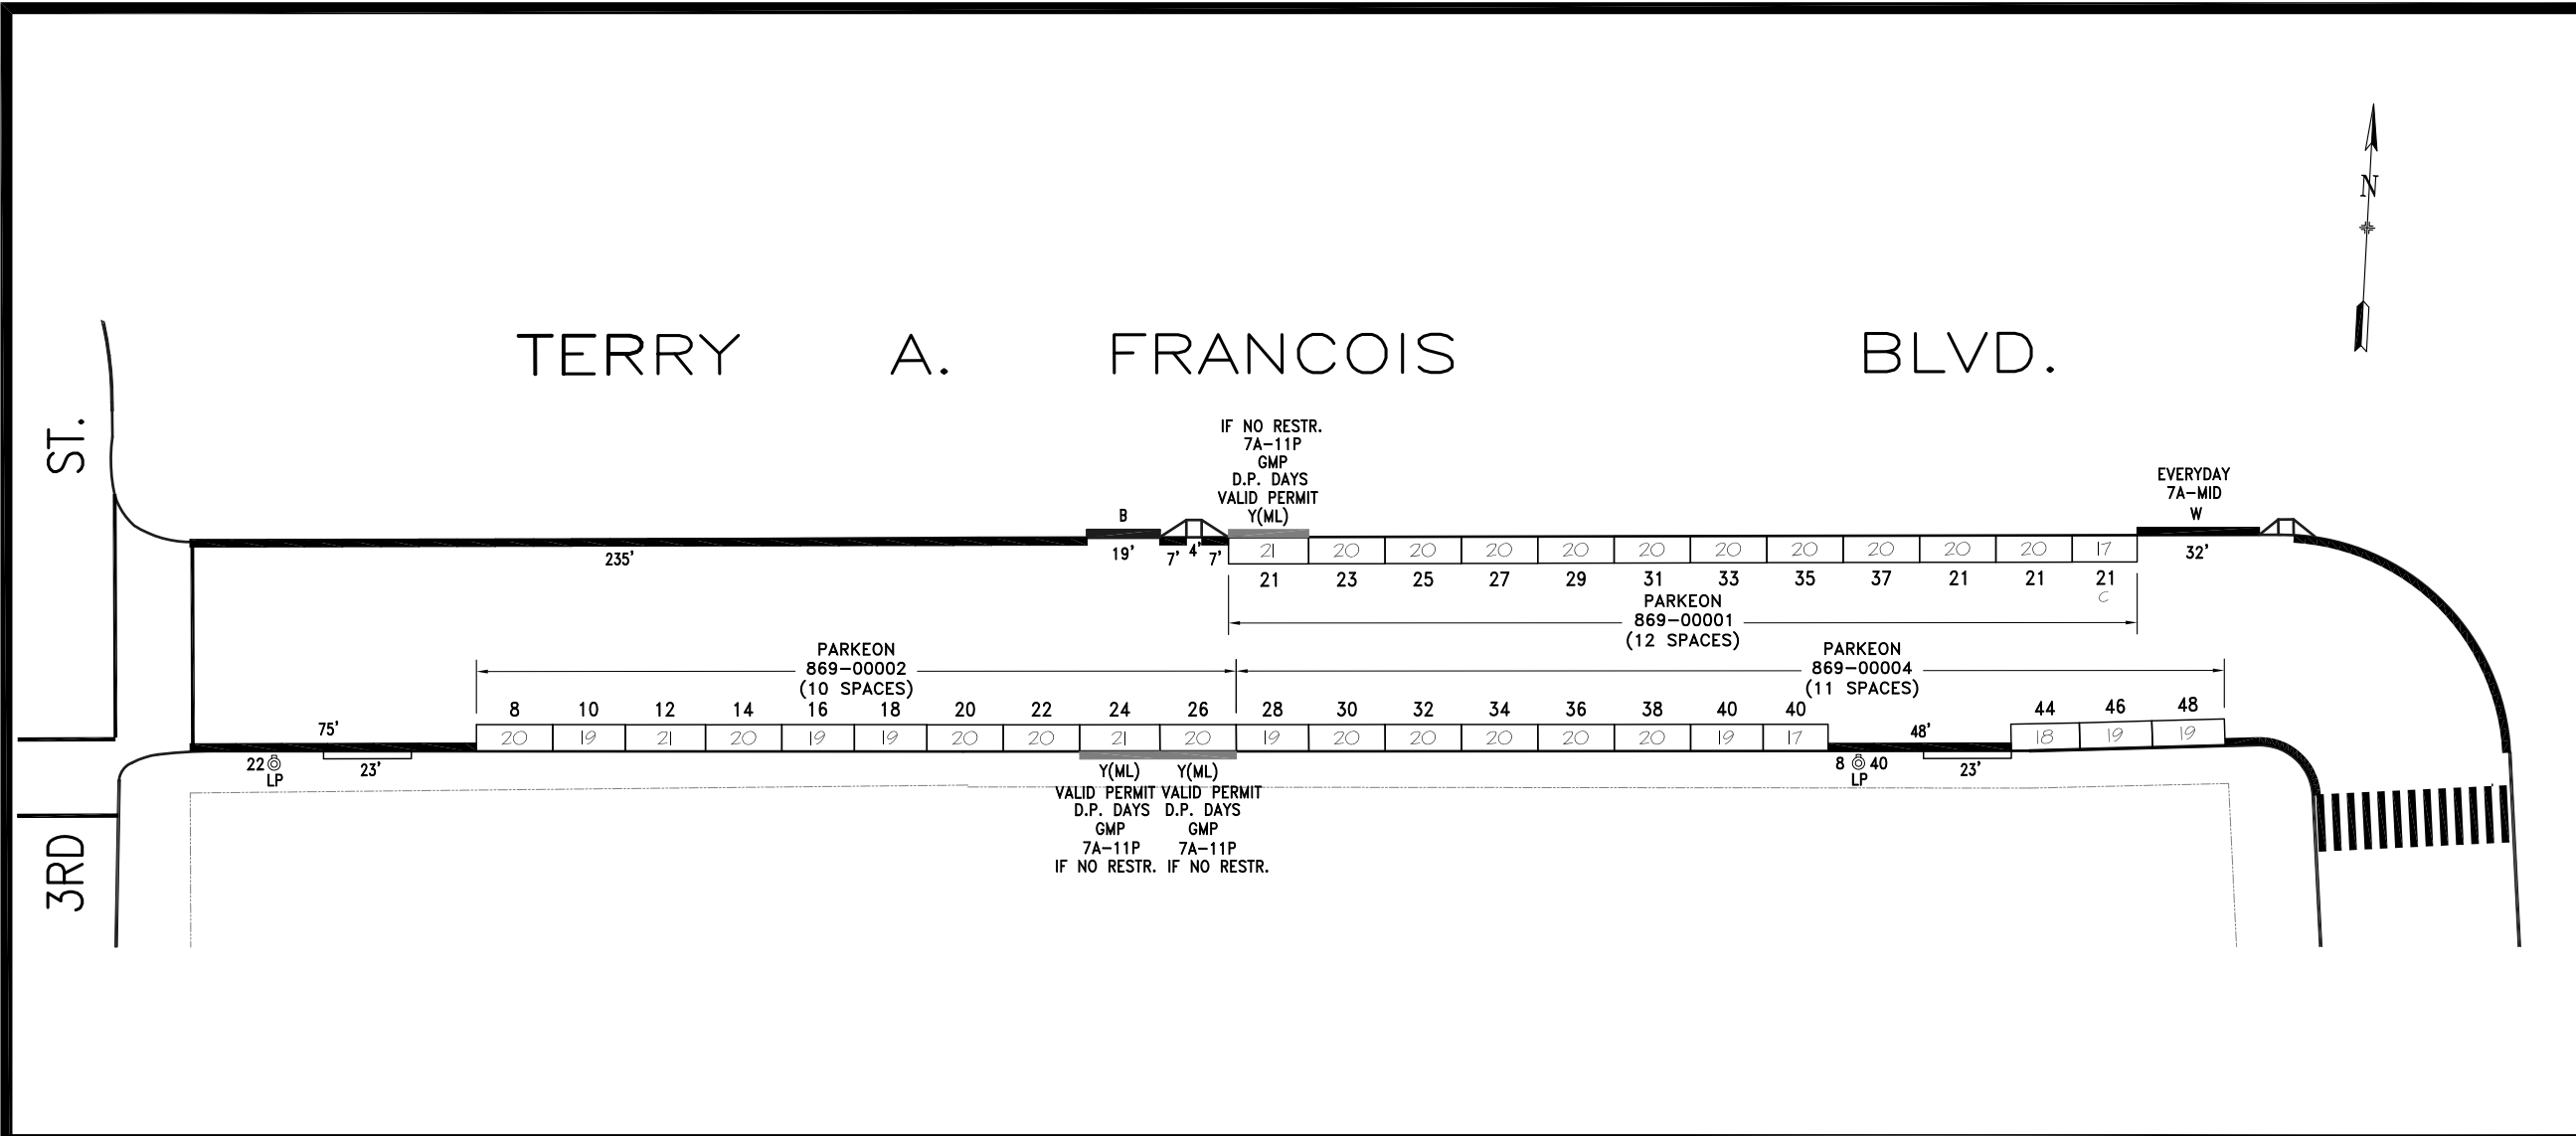 N
TERRY A. FRANCOIS BLVD.
ST.
3RD
IF NO RESTR.
7A-11P
GMP
D.P. DAYS
VALID PERMIT
Y(ML)
EVERYDAY
7A-MID
W
B
235'
19'
7' 4' 7'
32'
21 20 20 20 20 20 20 20 20 20 20 17
21 23 25 27 29 31 33 35 37 21 21 21
C
PARKEON
869-00001
(12 SPACES)
PARKEON
869-00002
(10 SPACES)
PARKEON
869-00004
(11 SPACES)
8 10 12 14 16 18 20 22 24 26 28 30 32 34 36 38 40 40 44 46 48
75'
48'
20 19 21 20 19 19 20 20 21 20 19 20 20 20 20 20 19 17 18 19 19
22
LP
23'
8 40
LP
23'
Y(ML) Y(ML)
VALID PERMIT VALID PERMIT
D.P. DAYS D.P. DAYS
GMP GMP
7A-11P 7A-11P
IF NO RESTR. IF NO RESTR.